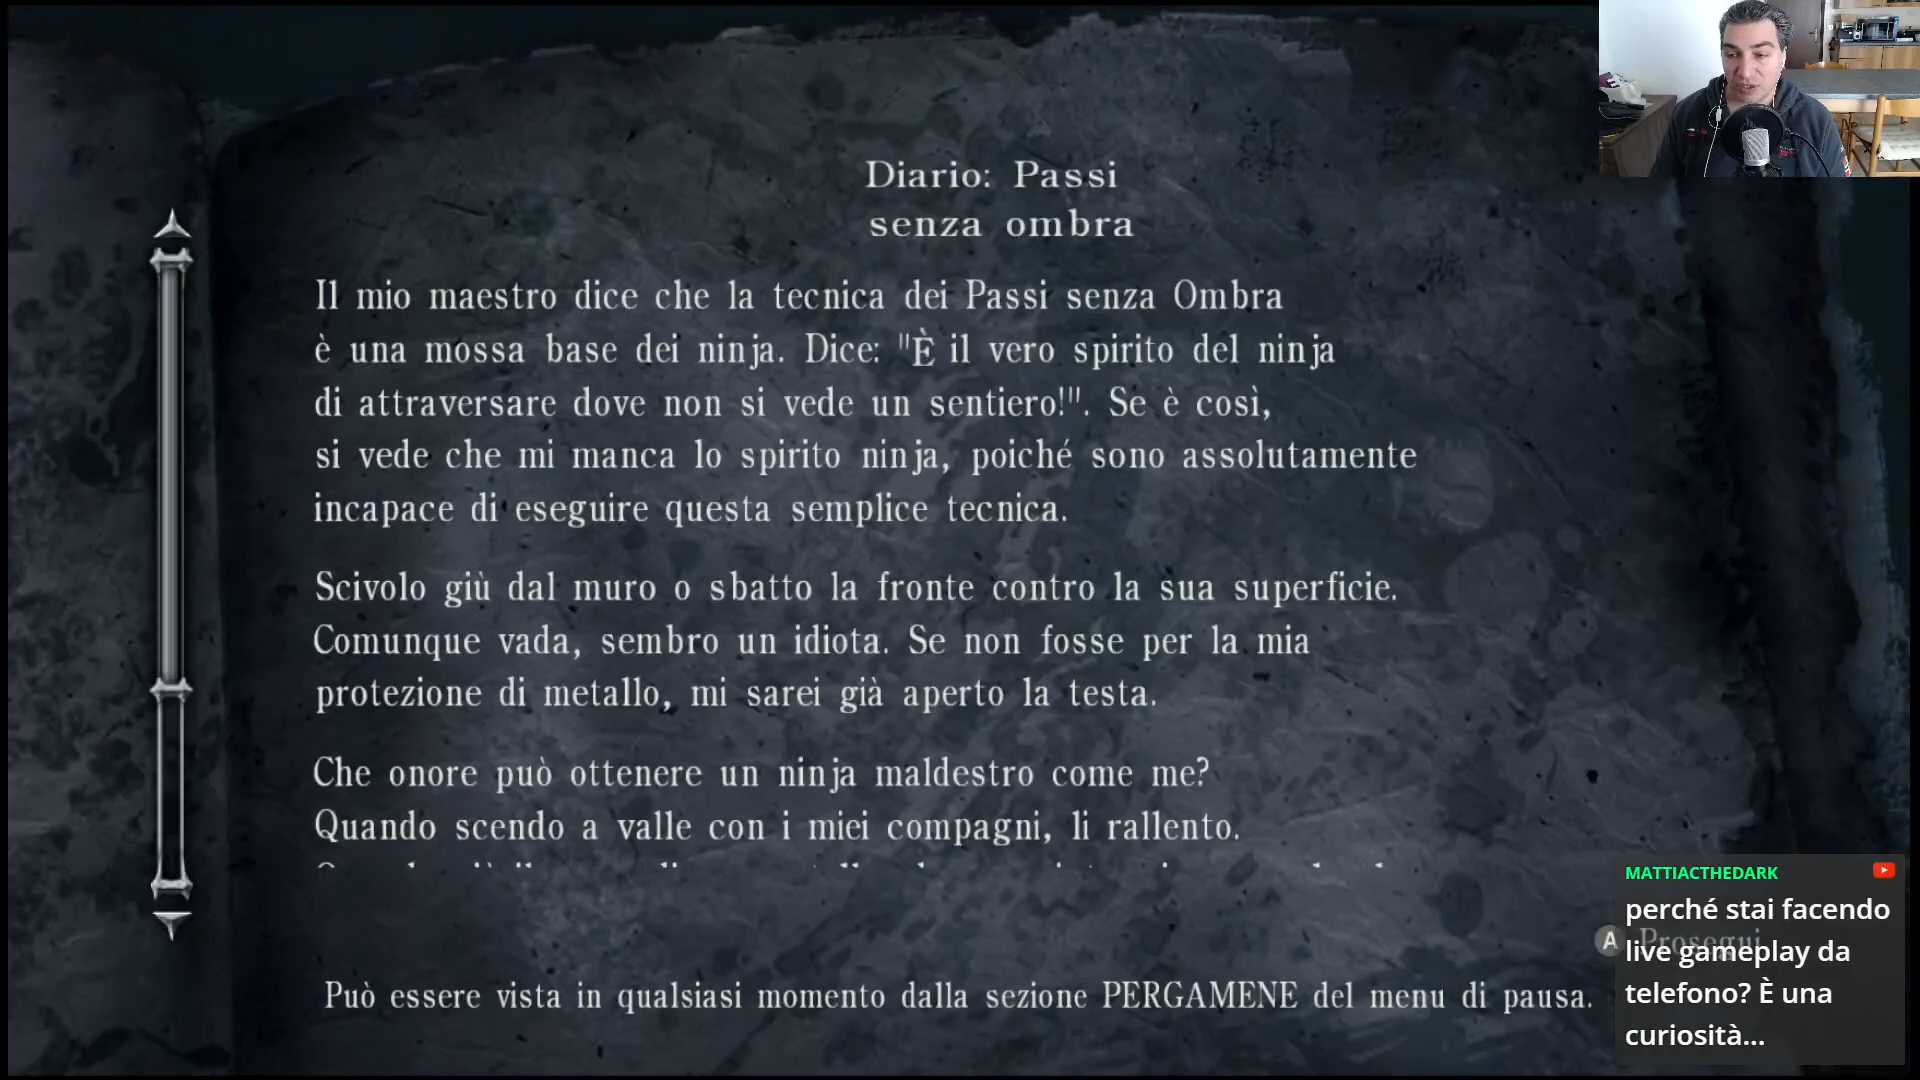 Diario: Passi
senza ombra
Il mio maestro dice che la tecnica dei Passi senza Ombra
è una mossa base dei ninja. Dice: "È il vero spirito del ninja
di attraversare dove non si vede un sentiero!". Se è così,
si vede che mi manca lo spirito ninja, poiché sono assolutamente
incapace di eseguire questa semplice tecnica.
Scivolo giù dal muro o sbatto la fronte contro la sua superficie.
Comunque vada, sembro un idiota. Se non fosse per la mia
protezione di metallo, mi sarei già aperto la testa.
Che onore può ottenere un ninja maldestro come me?
Quando scendo a valle con i miei compagni, li rallento.
A Prosegui
Può essere vista in qualsiasi momento dalla sezione PERGAMENE del menu di pausa.
MATTIACTHEDARK
perché stai facendo
live gameplay da
telefono? È una
curiosità...